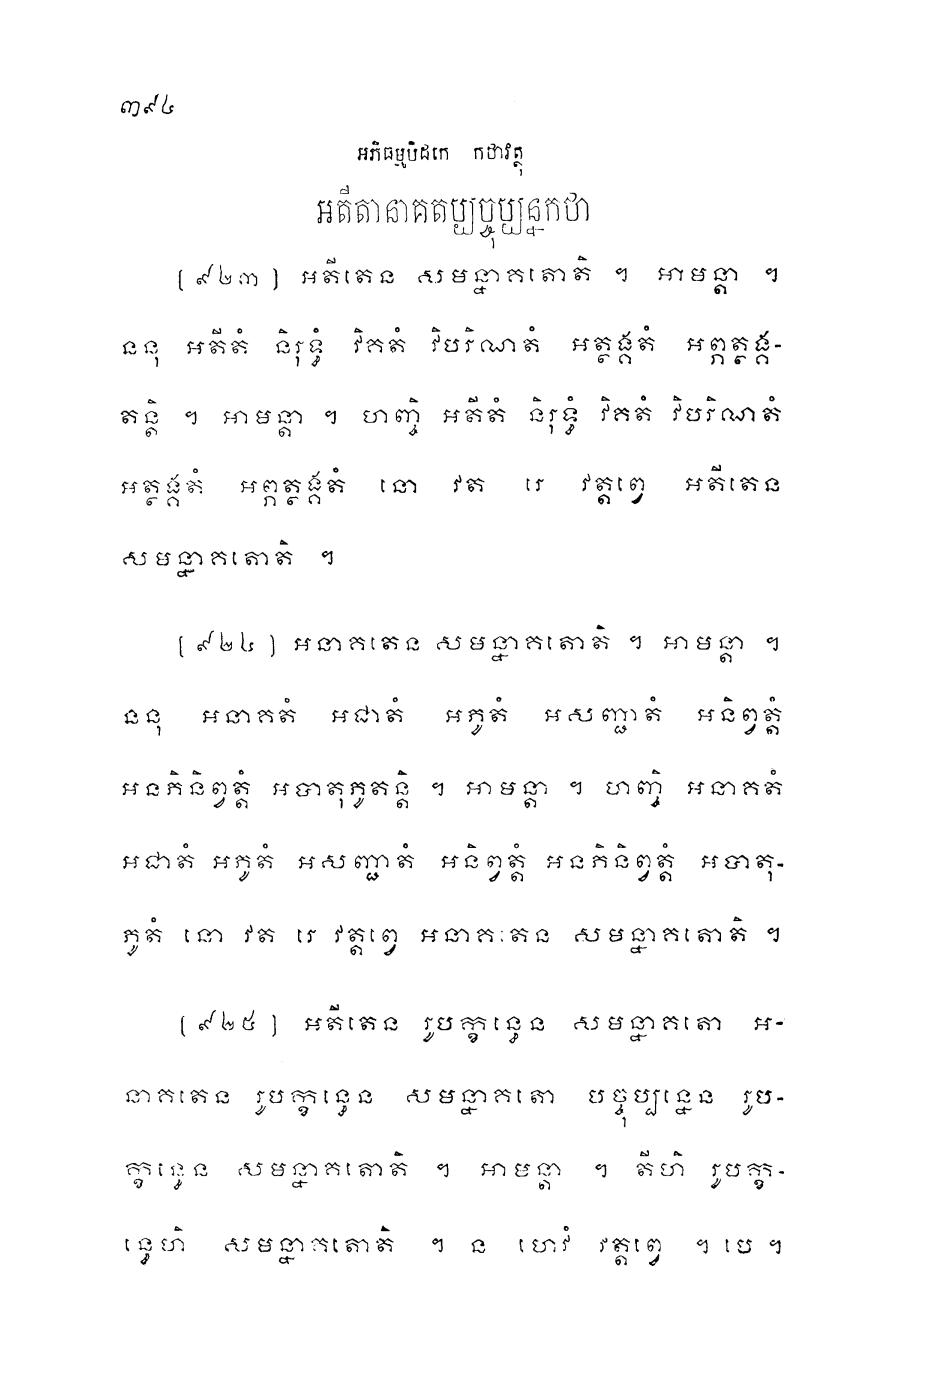 ៣៩៤
អភិធម្មបិដកេ កថាវត្ថុ
អតីតានាគតប្បច្ចុប្បន្នកថា
[ ៩២៣ ] អតីតេន សមន្នាគតោតិ ។ អាមន្តា ។
ននុ អតីតំ និរុទ្ធំ វិគតំ វិបរិណតំ អត្ថង្គតំ អព្ភត្ថង្គ-
តន្តិ ។ អាមន្តា ។ ហញ្ចិ អតីតំ និរុទ្ធំ វិគតំ វិបរិណតំ
អត្ថង្គតំ អព្ភត្ថង្គតំ នោ វត រេ វត្តព្វេ អតីតេន
សមន្នាគតោតិ ។
[ ៩២៤ ] អនាគតេន សមន្នាគតោតិ ។ អាមន្តា ។
ននុ អនាគតំ អជាតំ អភូតំ អសញ្ជាតំ អនិព្វត្តំ
អនភិនិព្វត្តំ អបាតុភូតន្តិ ។ អាមន្តា ។ ហញ្ចិ អនាគតំ
អជាតំ អភូតំ អសញ្ជាតំ អនិព្វត្តំ អនភិនិព្វត្តំ អបាតុ-
ភូតំ នោ វត រេ វត្តព្វេ អនាគតេន សមន្នាគតោតិ ។
[ ៩២៥ ] អតីតេន រូបក្ខន្ធេន សមន្នាគតោ អ-
នាគតេន រូបក្ខន្ធេន សមន្នាគតោ បច្ចុប្បន្នេន រូប-
ក្ខន្ធេន សមន្នាគតោតិ ។ អាមន្តា ។ តីហិ រូបក្ខ-
ន្ធេហិ សមន្នាគតោតិ ។ ន ហេវំ វត្តព្វេ ។ បេ ។